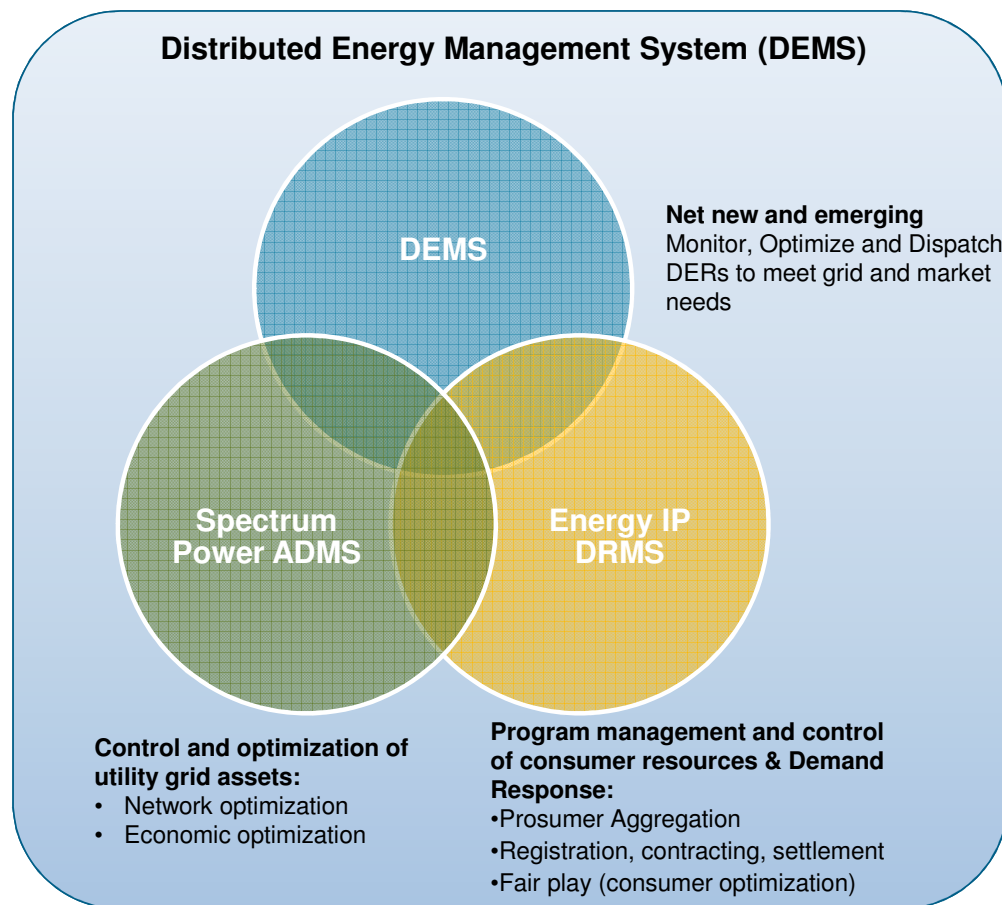 Distributed Energy Management System (DEMS)
DEMS
Net new and emerging
Monitor, Optimize and Dispatch
DERs to meet grid and market
needs
Spectrum
Power ADMS
Energy IP
DRMS
Control and optimization of
utility grid assets:
• Network optimization
• Economic optimization
Program management and control
of consumer resources & Demand
Response:
•Prosumer Aggregation
•Registration, contracting, settlement
•Fair play (consumer optimization)